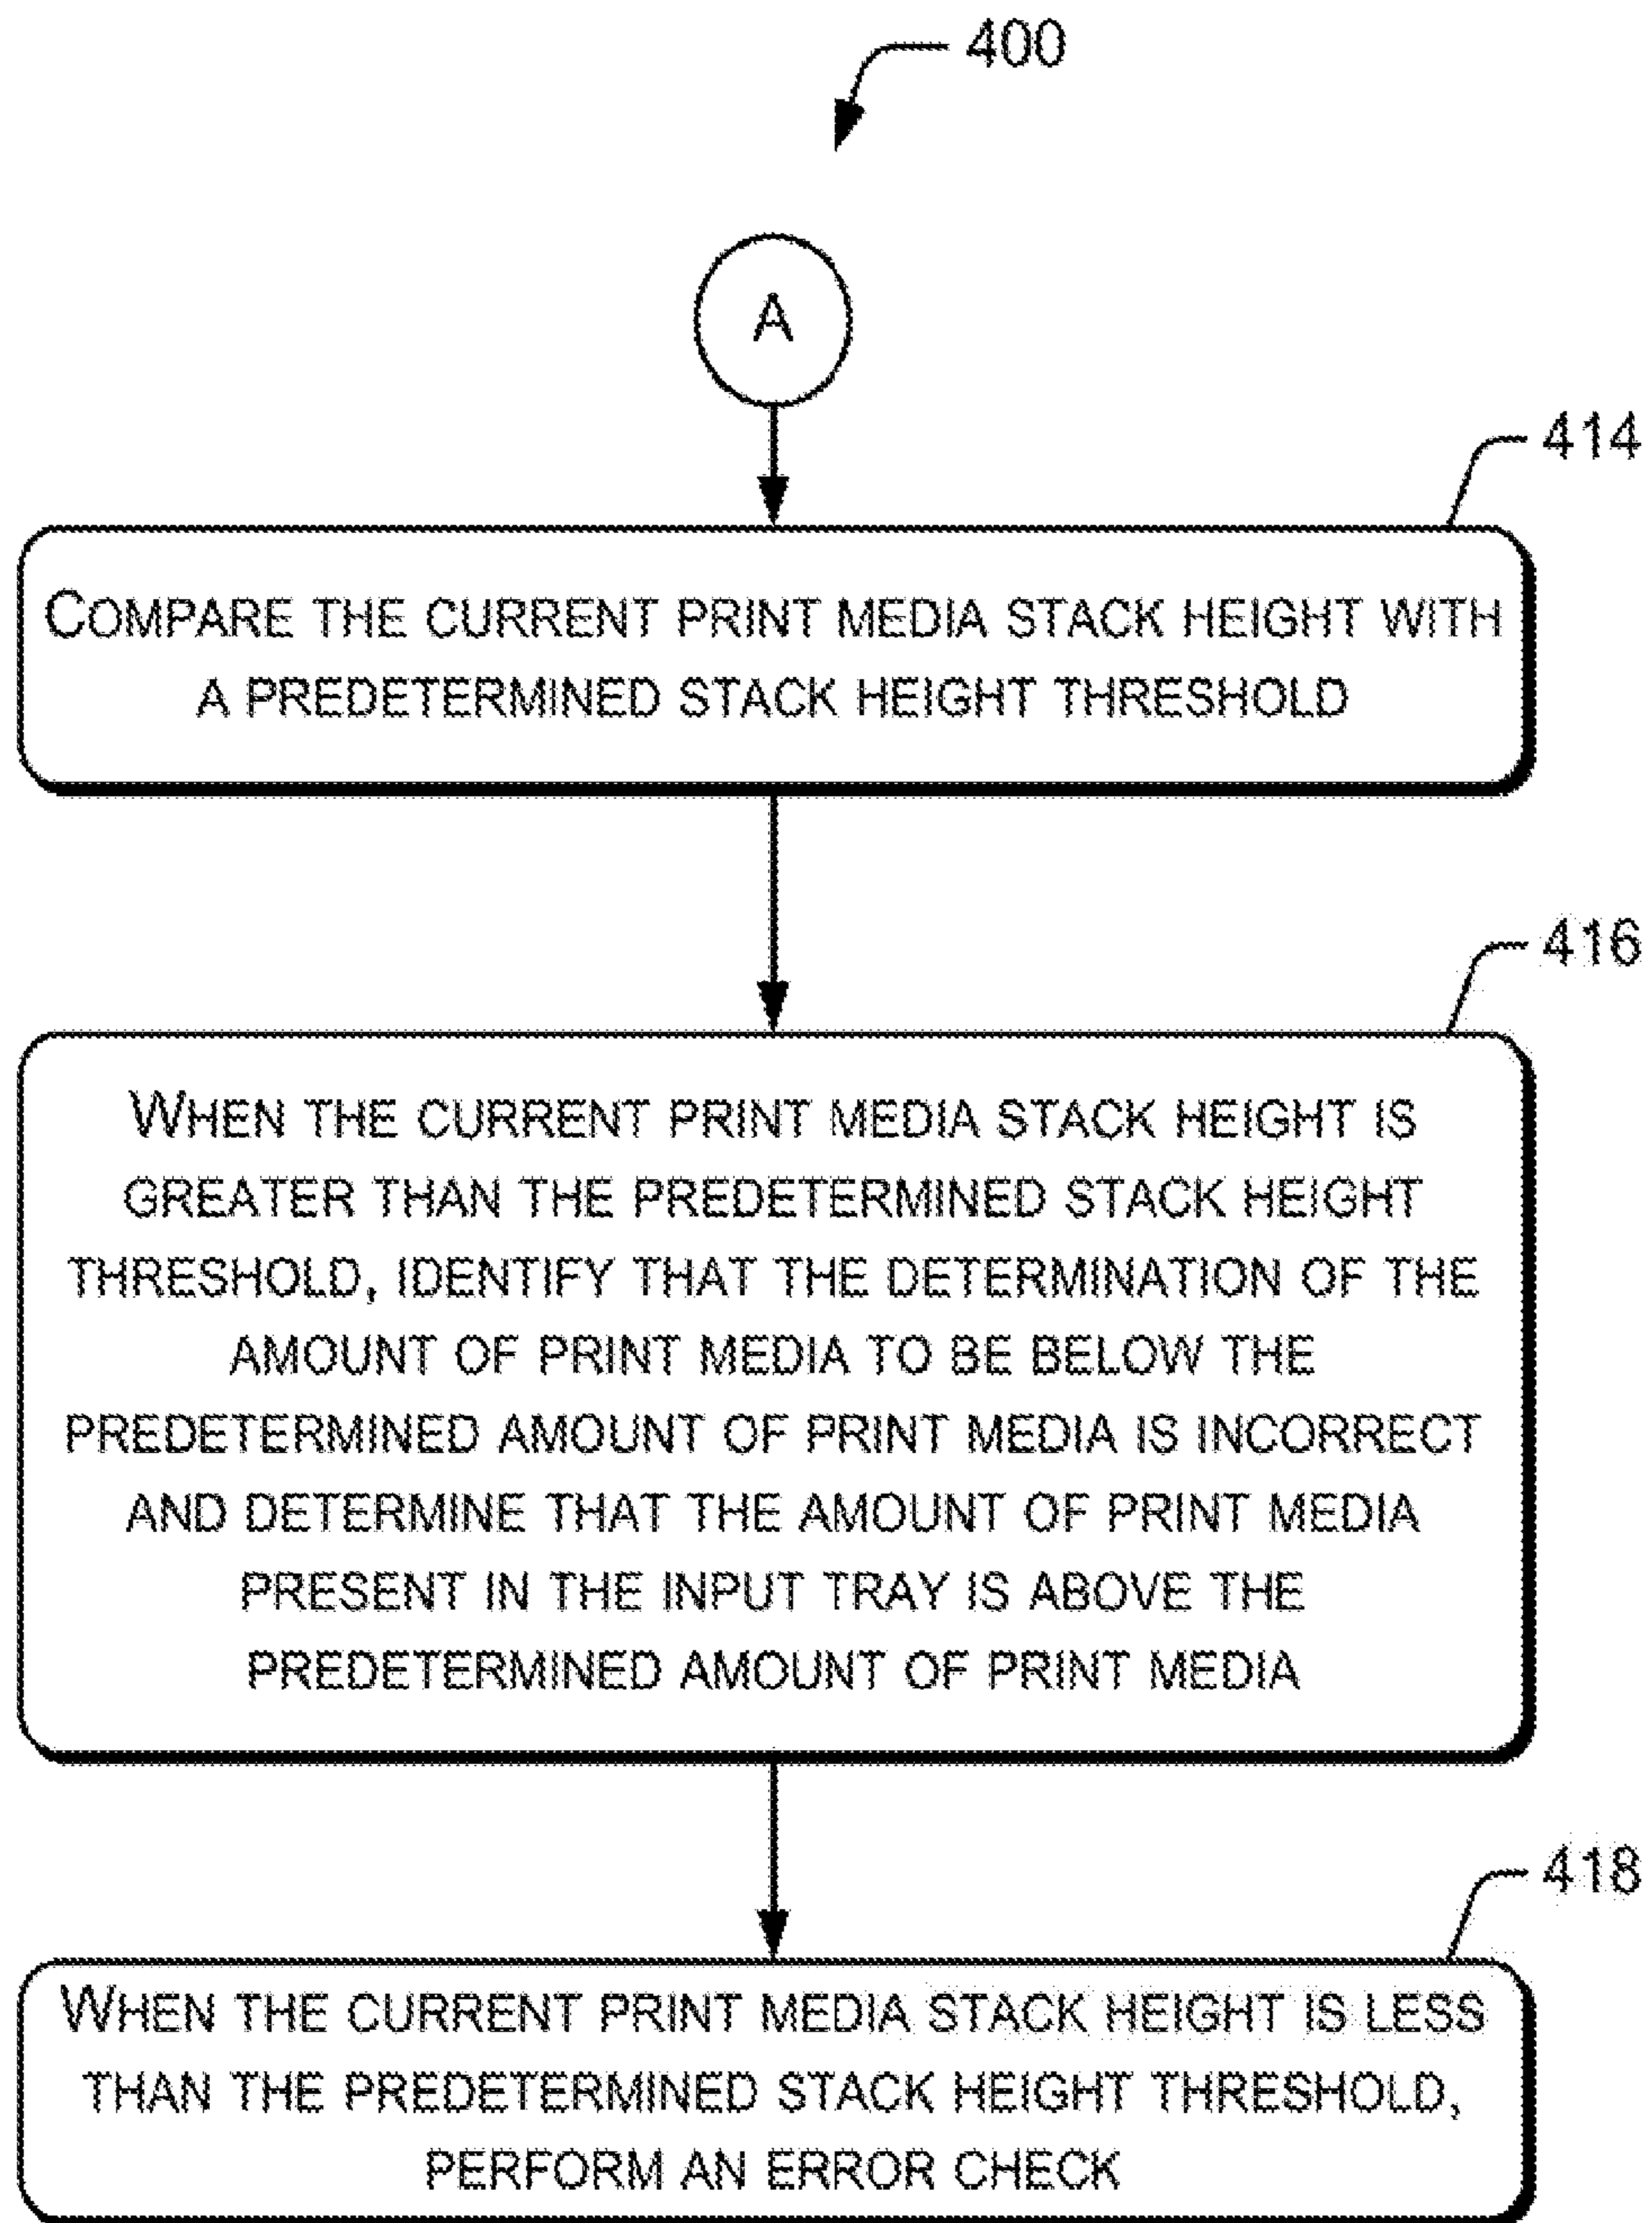 400
A
414
COMPARE THE CURRENT PRINT MEDIA STACK HEIGHT WITH
A PREDETERMINED STACK HEIGHT THRESHOLD
416
WHEN THE CURRENT PRINT MEDIA STACK HEIGHT IS
GREATER THAN THE PREDETERMINED STACK HEIGHT
THRESHOLD, IDENTIFY THAT THE DETERMINATION OF THE
AMOUNT OF PRINT MEDIA TO BE BELOW THE
PREDETERMINED AMOUNT OF PRINT MEDIA IS INCORRECT
AND DETERMINE THAT THE AMOUNT OF PRINT MEDIA
PRESENT IN THE INPUT TRAY IS ABOVE THE
PREDETERMINED AMOUNT OF PRINT MEDIA
418
WHEN THE CURRENT PRINT MEDIA STACK HEIGHT IS LESS
THAN THE PREDETERMINED STACK HEIGHT THRESHOLD,
PERFORM AN ERROR CHECK